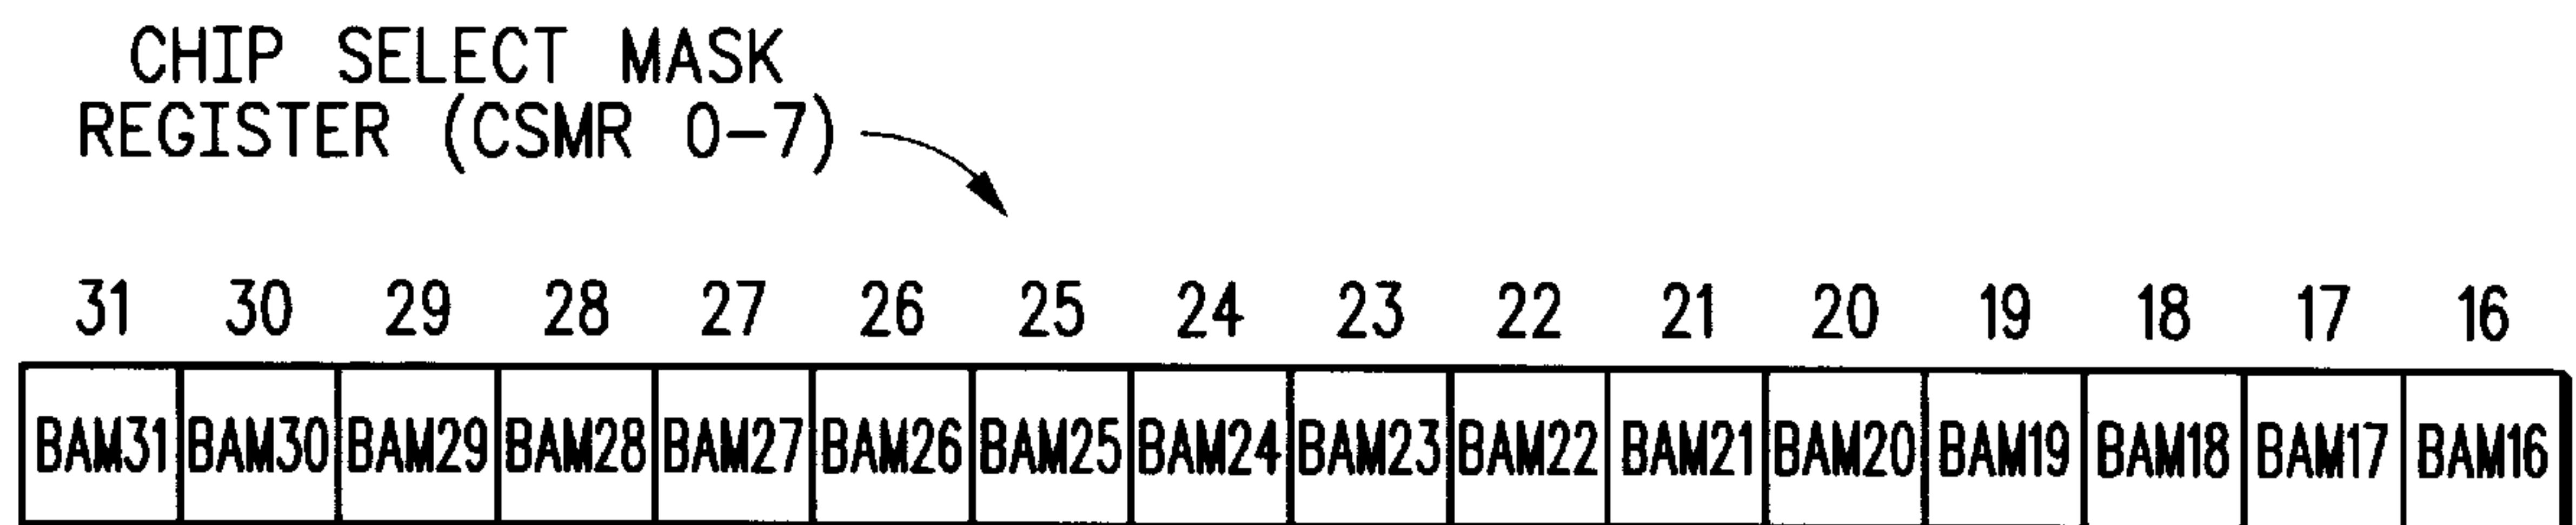 CHIP SELECT MASK
REGISTER (CSMR 0-7)
31 30 29 28 27 26 25 24 23 22 21 20 19 18 17 16
BAM31 BAM30 BAM29 BAM28 BAM27 BAM26 BAM25 BAM24 BAM23 BAM22 BAM21 BAM20 BAM19 BAM18 BAM17 BAM16